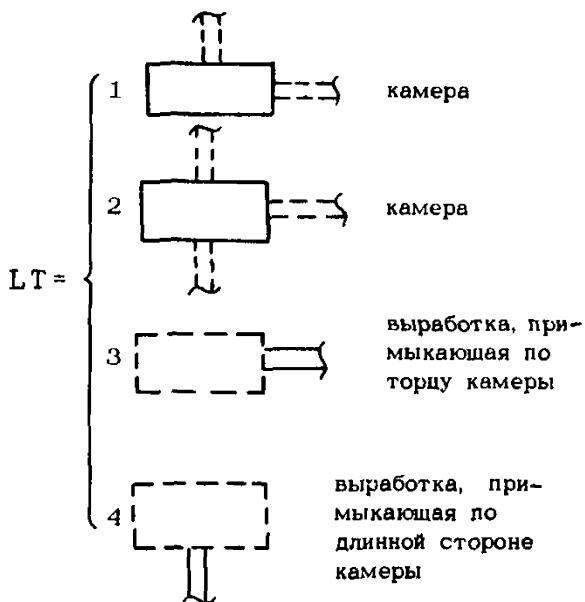 1
камера
2
камера
LT=
3
выработка, при-
мыкающая по
торцу камеры
4
выработка, при-
мыкающая по
длинной стороне
камеры